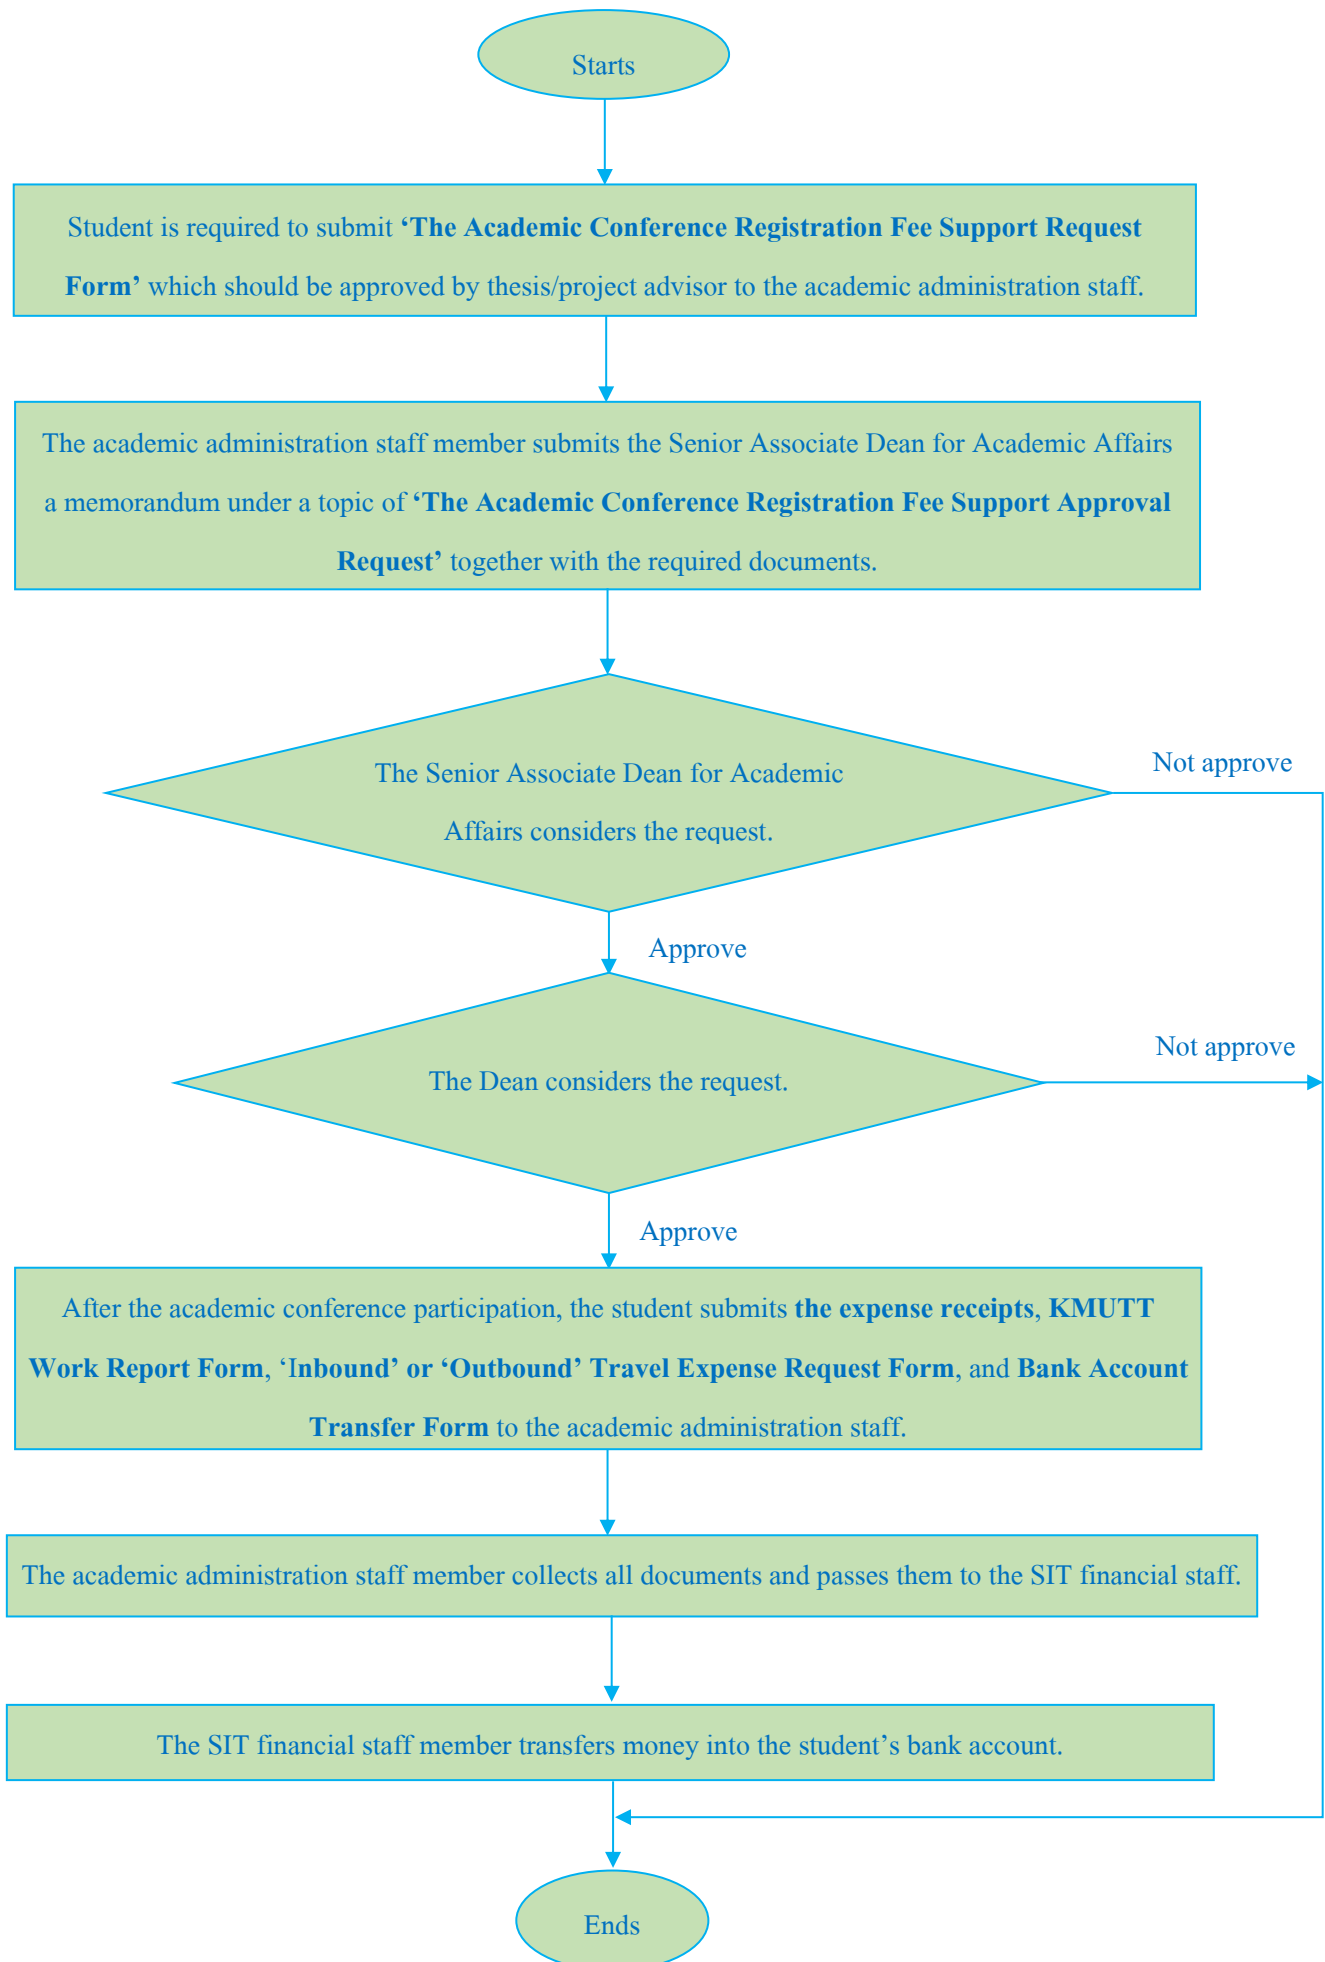 Starts
Student is required to submit ‘The Academic Conference Registration Fee Support Request
Form’ which should be approved by thesis/project advisor to the academic administration staff.
The academic administration staff member submits the Senior Associate Dean for Academic Affairs
a memorandum under a topic of ‘The Academic Conference Registration Fee Support Approval
Request’ together with the required documents.
The Senior Associate Dean for Academic
Affairs considers the request.
Not approve
Approve
The Dean considers the request.
Not approve
Approve
After the academic conference participation, the student submits the expense receipts, KMUTT
Work Report Form, ‘Inbound’ or ‘Outbound’ Travel Expense Request Form, and Bank Account
Transfer Form to the academic administration staff.
The academic administration staff member collects all documents and passes them to the SIT financial staff.
The SIT financial staff member transfers money into the student’s bank account.
Ends